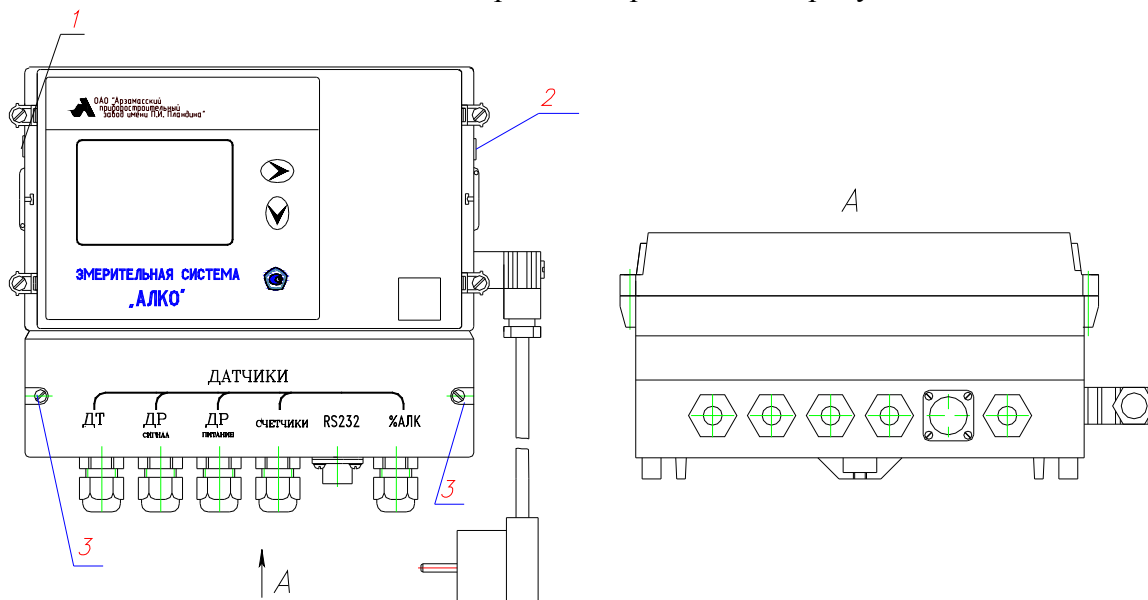 1
ОАО "Арзамасский
приборостроительный
завод имени П.И. Пландина"
2
А
ЗМЕРИТЕЛЬНАЯ СИСТЕМА
„АЛКО"
ДАТЧИКИ
ДТ ДР ДР СЧЕТЧИКИ RS232 %АЛК
СИГНАЛ ПИТАНИЕ
3
3
А